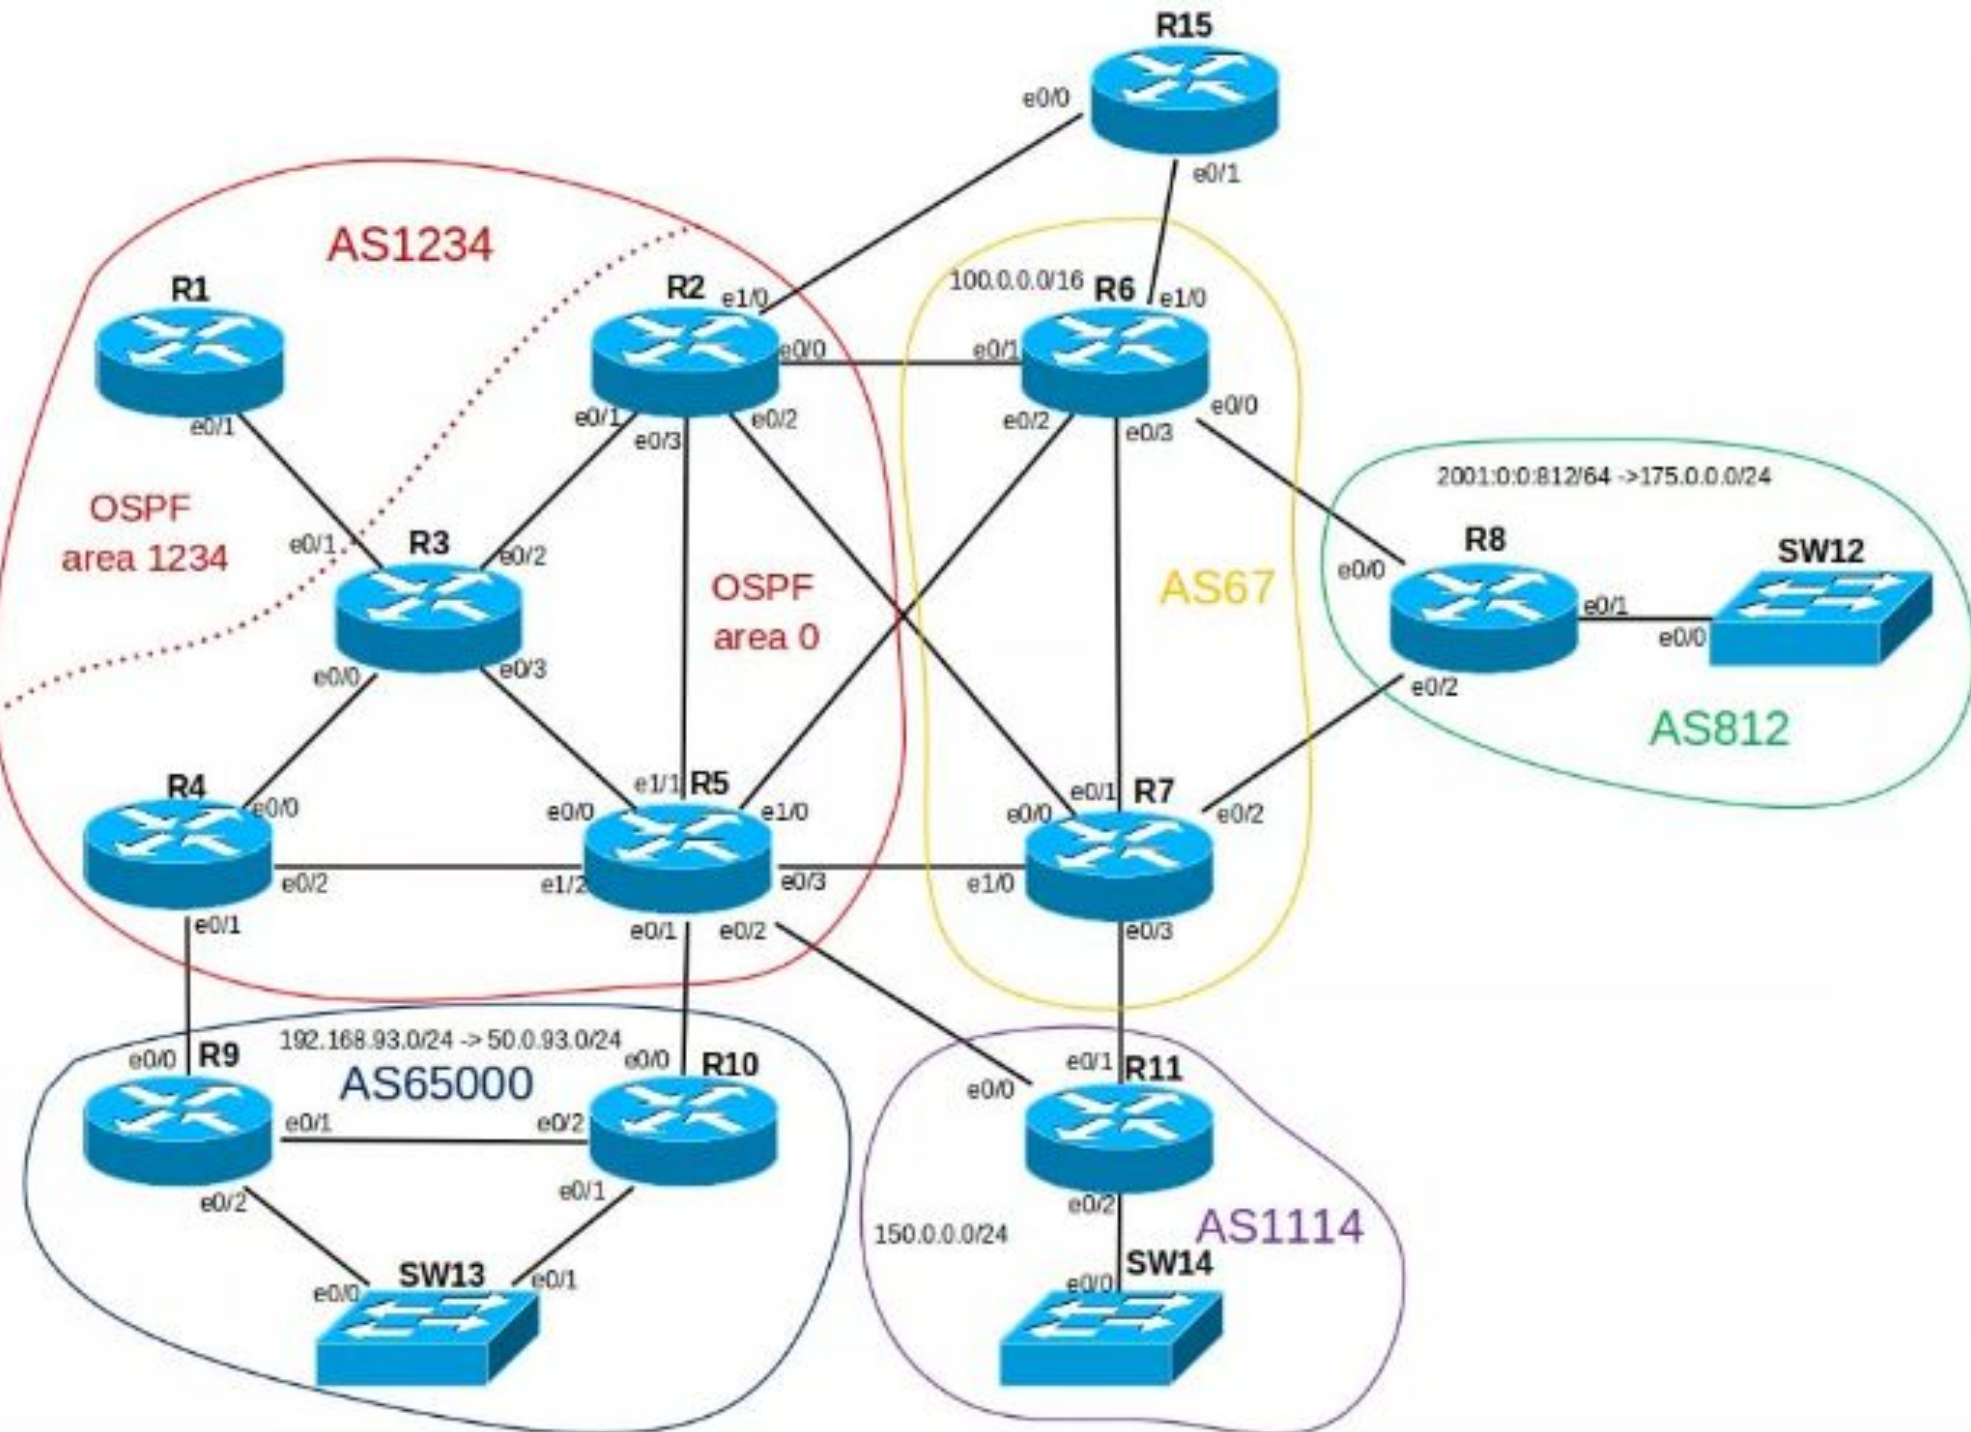 R15
e0/0
e0/1
AS1234
R1
R2
e1/0
100.0.0.0/16
R6
e1/0
e0/0
e0/1
e0/1
e0/1
e0/3
e0/2
e0/2
e0/3
e0/0
2001:0:0:812/64 ->175.0.0.0/24
OSPF
area 1234
e0/1
R3
e0/2
OSPF
area 0
AS67
R8
SW12
e0/0
e0/1
e0/0
e0/0
e0/3
e0/2
AS812
R4
e0/0
e1/1
R5
e0/0
e1/0
e0/1
R7
e0/0
e0/2
e0/2
e1/2
e0/3
e1/0
e0/1
e0/1
e0/2
e0/3
192.168.93.0/24 -> 50.0.93.0/24
e0/0
R9
AS65000
e0/0
R10
e0/1
R11
e0/0
e0/1
e0/2
e0/2
e0/1
e0/2
150.0.0.0/24
AS1114
SW13
e0/0
e0/1
SW14
e0/0